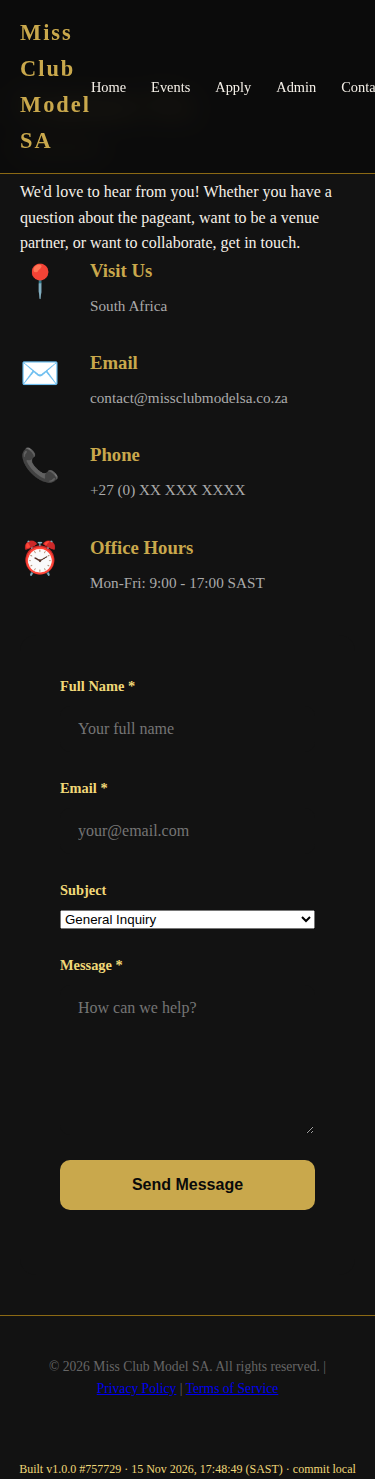 Miss
Club
Model
SA
Home Events Apply Admin
We'd love to hear from you! Whether you have a
question about the pageant, want to be a venue
partner, or want to collaborate, get in touch.
Visit Us
South Africa
Email
contact@missclubmodelsa.co.za
Phone
+27 (0) XX XXX XXXX
Office Hours
Mon-Fri: 9:00 - 17:00 SAST
Full Name *
Your full name
Email *
your@email.com
Subject
General Inquiry
Message *
How can we help?
Send Message
© 2026 Miss Club Model SA. All rights reserved. |
Privacy Policy | Terms of Service
Built v1.0.0 #757729 · 15 Nov 2026, 17:48:49 (SAST) · commit local